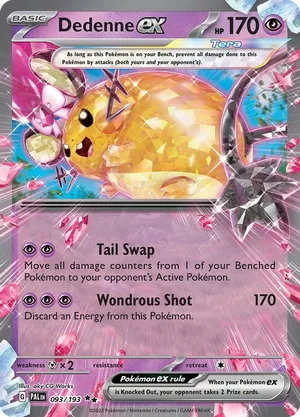 BASIC
Dedenne ex
HP 170
Tera
As long as this Pokémon is on your Bench, prevent all damage done to this
Pokémon by attacks (both yours and your opponent's).
Tail Swap
Move all damage counters from 1 of your Benched
Pokémon to your opponent's Active Pokémon.
Wondrous Shot 170
Discard an Energy from this Pokémon.
weakness ×2 resistance retreat
Illus. aky CG Works
Pokémon ex rule
When your Pokémon ex
is Knocked Out, your opponent takes 2 Prize cards.
G PAL EN 093/193
©2023 Pokémon / Nintendo / Creatures / GAME FREAK